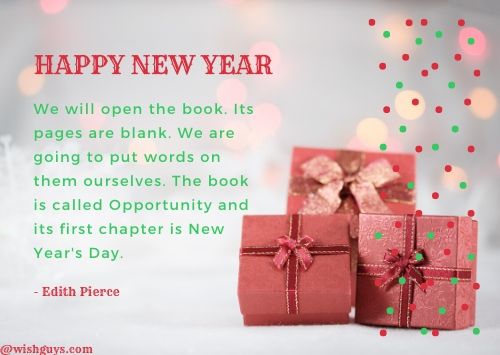 HAPPY NEW YEAR
We will open the book. Its
pages are blank. We are
going to put words on
them ourselves. The book
is called Opportunity and
its first chapter is New
Year's Day.
- Edith Pierce
@wishguys.com